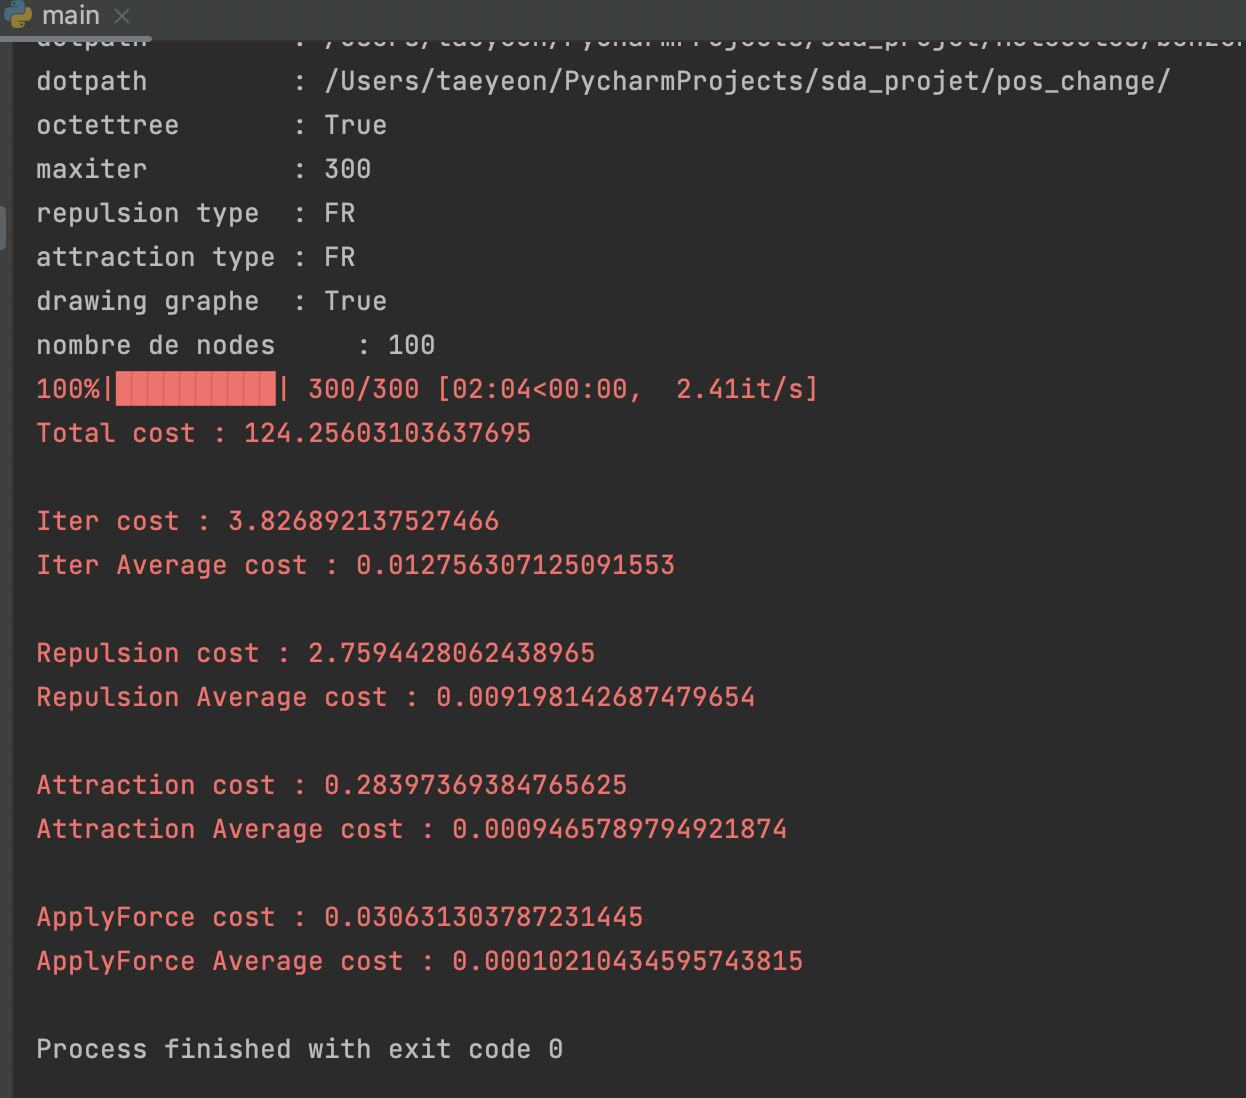 main
dotpath : /Users/taeyeon/PycharmProjects/sda_projet/
dotpath : /Users/taeyeon/PycharmProjects/sda_projet/pos_change/
octettree : True
maxiter : 300
repulsion type : FR
attraction type : FR
drawing graphe : True
nombre de nodes : 100
100%|██████████| 300/300 [02:04<00:00, 2.41it/s]
Total cost : 124.25603103637695
Iter cost : 3.826892137527466
Iter Average cost : 0.012756307125091553
Repulsion cost : 2.7594428062438965
Repulsion Average cost : 0.009198142687479654
Attraction cost : 0.28397369384765625
Attraction Average cost : 0.0009465789794921874
ApplyForce cost : 0.030631303787231445
ApplyForce Average cost : 0.00010210434595743815
Process finished with exit code 0